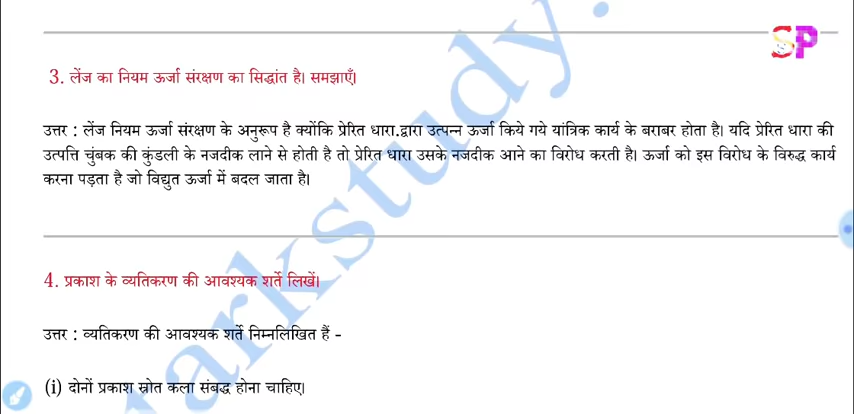 SP
3. लेंज का नियम ऊर्जा संरक्षण का सिद्धांत है। समझाएँ।
उत्तर : लेंज नियम ऊर्जा संरक्षण के अनुरूप है क्योंकि प्रेरित धारा.द्वारा उत्पन्न ऊर्जा किये गये यांत्रिक कार्य के बराबर होता है। यदि प्रेरित धारा की
उत्पत्ति चुंबक की कुंडली के नजदीक लाने से होती है तो प्रेरित धारा उसके नजदीक आने का विरोध करती है। ऊर्जा को इस विरोध के विरुद्ध कार्य
करना पड़ता है जो विद्युत ऊर्जा में बदल जाता है।
4. प्रकाश के व्यतिकरण की आवश्यक शर्ते लिखें।
उत्तर : व्यतिकरण की आवश्यक शर्ते निम्नलिखित हैं -
(i) दोनों प्रकाश स्रोत कला संबद्ध होना चाहिए।
arkstudy.